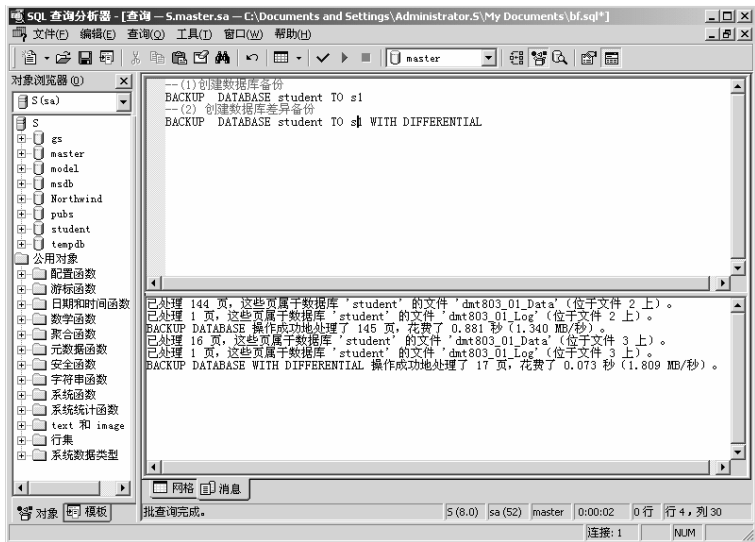 SQL 查询分析器 - [查询 — S.master.sa — C:\Documents and Settings\Administrator.S\My Documents\bf.sql*]
文件(F) 编辑(E) 查询(Q) 工具(T) 窗口(W) 帮助(H)
master
对象浏览器(O)
S(sa)
S
gs
master
model
msdb
Northwind
pubs
student
tempdb
公用对象
配置函数
游标函数
日期和时间函数
数学函数
聚合函数
元数据函数
安全函数
字符串函数
系统函数
系统统计函数
text 和 image
行集
系统数据类型
对象 模板
--(1)创建数据库备份
BACKUP DATABASE student TO s1
--(2) 创建数据库差异备份
BACKUP DATABASE student TO s1 WITH DIFFERENTIAL
已处理 144 页，这些页属于数据库 'student' 的文件 'dmt803_01_Data'（位于文件 2 上）。
已处理 1 页，这些页属于数据库 'student' 的文件 'dmt803_01_Log'（位于文件 2 上）。
BACKUP DATABASE 操作成功地处理了 145 页，花费了 0.881 秒（1.340 MB/秒）。
已处理 16 页，这些页属于数据库 'student' 的文件 'dmt803_01_Data'（位于文件 3 上）。
已处理 1 页，这些页属于数据库 'student' 的文件 'dmt803_01_Log'（位于文件 3 上）。
BACKUP DATABASE WITH DIFFERENTIAL 操作成功地处理了 17 页，花费了 0.073 秒（1.809 MB/秒）。
网格 消息
批查询完成。 S (8.0) sa (52) master 0:00:02 0 行 行 4，列 30
连接: 1 NUM